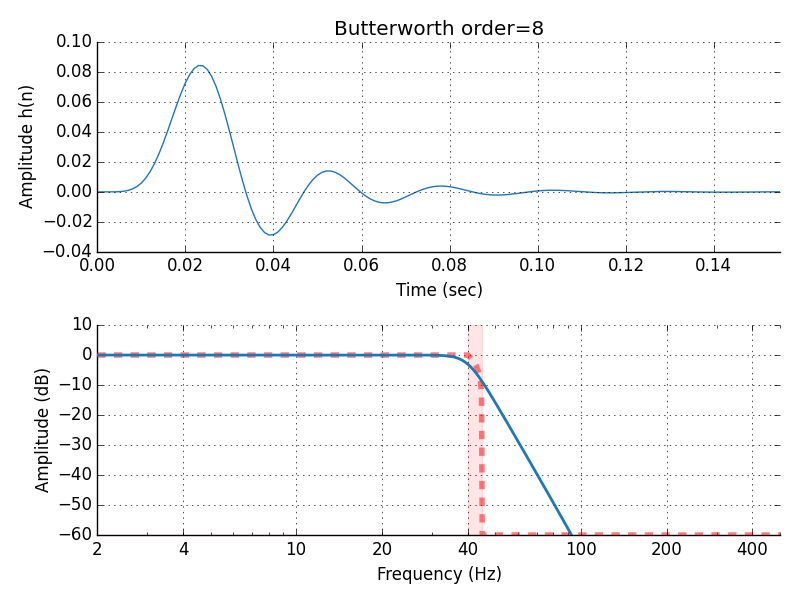 Butterworth order=8
0.10
0.08
0.06
0.04
0.02
0.00
−0.02
−0.04
Amplitude h(n)
0.00 0.02 0.04 0.06 0.08 0.10 0.12 0.14
Time (sec)
10
0
−10
−20
−30
−40
−50
−60
Amplitude (dB)
2 4 10 20 40 100 200 400
Frequency (Hz)